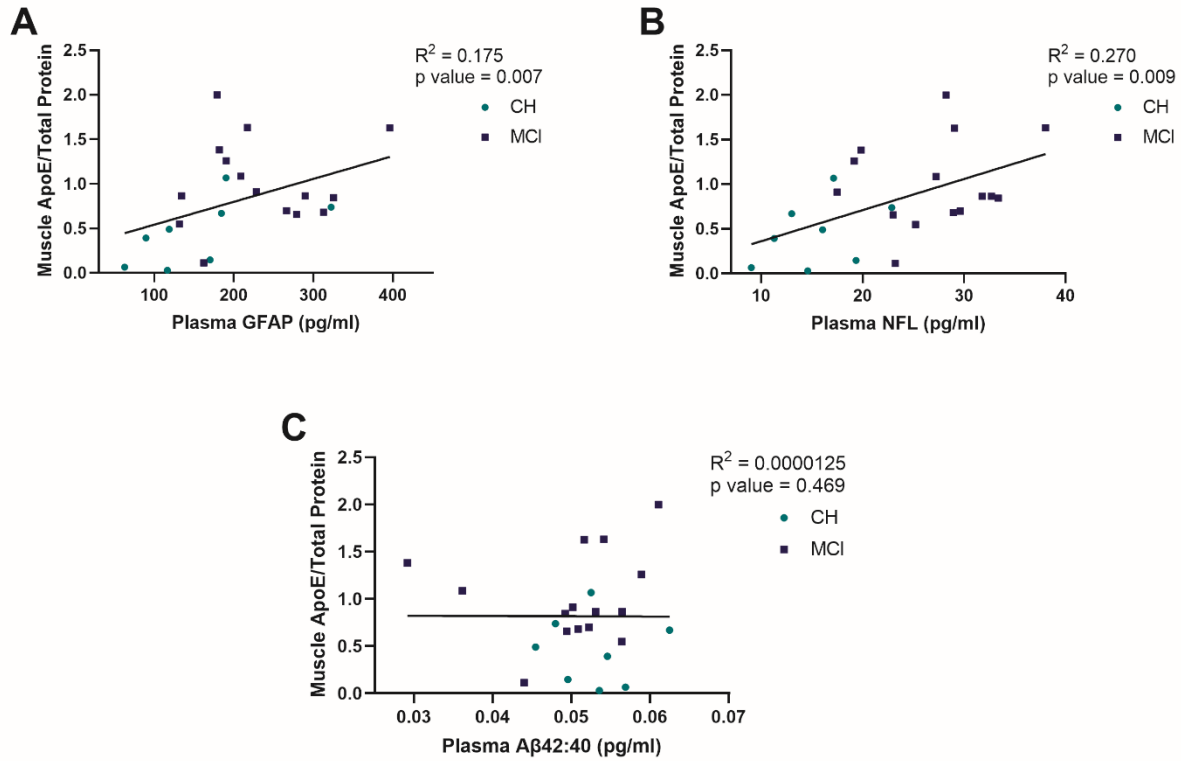 A
R² = 0.175
p value = 0.007
CH
MCI
2.5
2.0
1.5
1.0
0.5
0.0
Muscle ApoE/Total Protein
100
200
300
400
Plasma GFAP (pg/ml)
B
R² = 0.270
p value = 0.009
CH
MCI
2.5
2.0
1.5
1.0
0.5
0.0
Muscle ApoE/Total Protein
10
20
30
40
Plasma NFL (pg/ml)
C
R² = 0.0000125
p value = 0.469
CH
MCI
2.5
2.0
1.5
1.0
0.5
0.0
Muscle ApoE/Total Protein
0.03
0.04
0.05
0.06
0.07
Plasma Aβ42:40 (pg/ml)